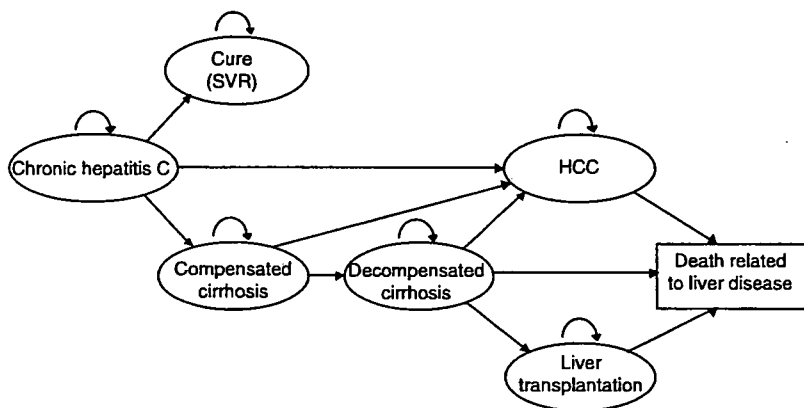 Cure
(SVR)
Chronic hepatitis C
HCC
Compensated
cirrhosis
Decompensated
cirrhosis
Death related
to liver disease
Liver
transplantation